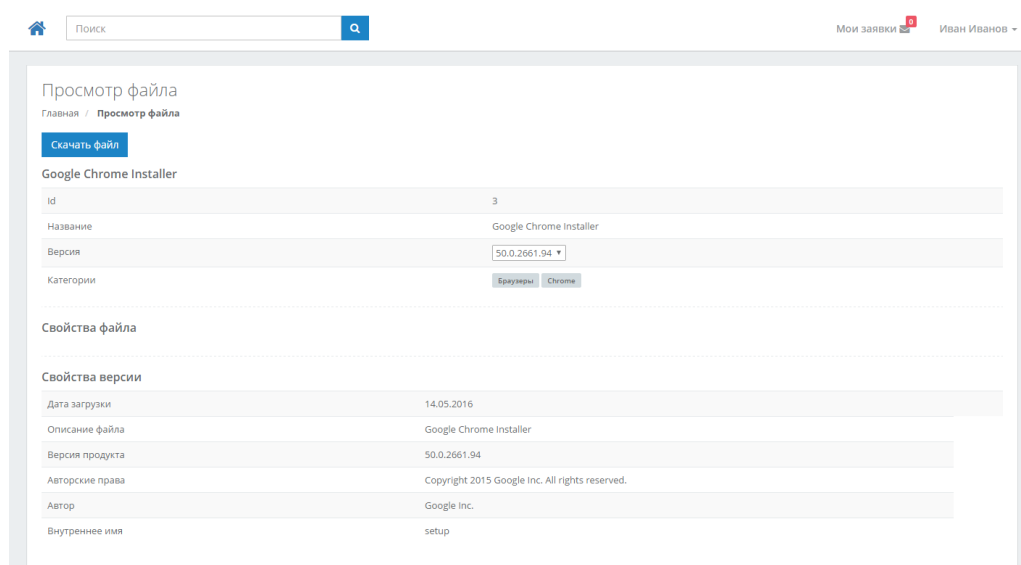 Поиск
Мои заявки 0 Иван Иванов
Просмотр файла
Главная / Просмотр файла
Скачать файл
Google Chrome Installer
Id 3
Название Google Chrome Installer
Версия 50.0.2661.94
Категории Браузеры Chrome
Свойства файла
Свойства версии
Дата загрузки 14.05.2016
Описание файла Google Chrome Installer
Версия продукта 50.0.2661.94
Авторские права Copyright 2015 Google Inc. All rights reserved.
Автор Google Inc.
Внутреннее имя setup